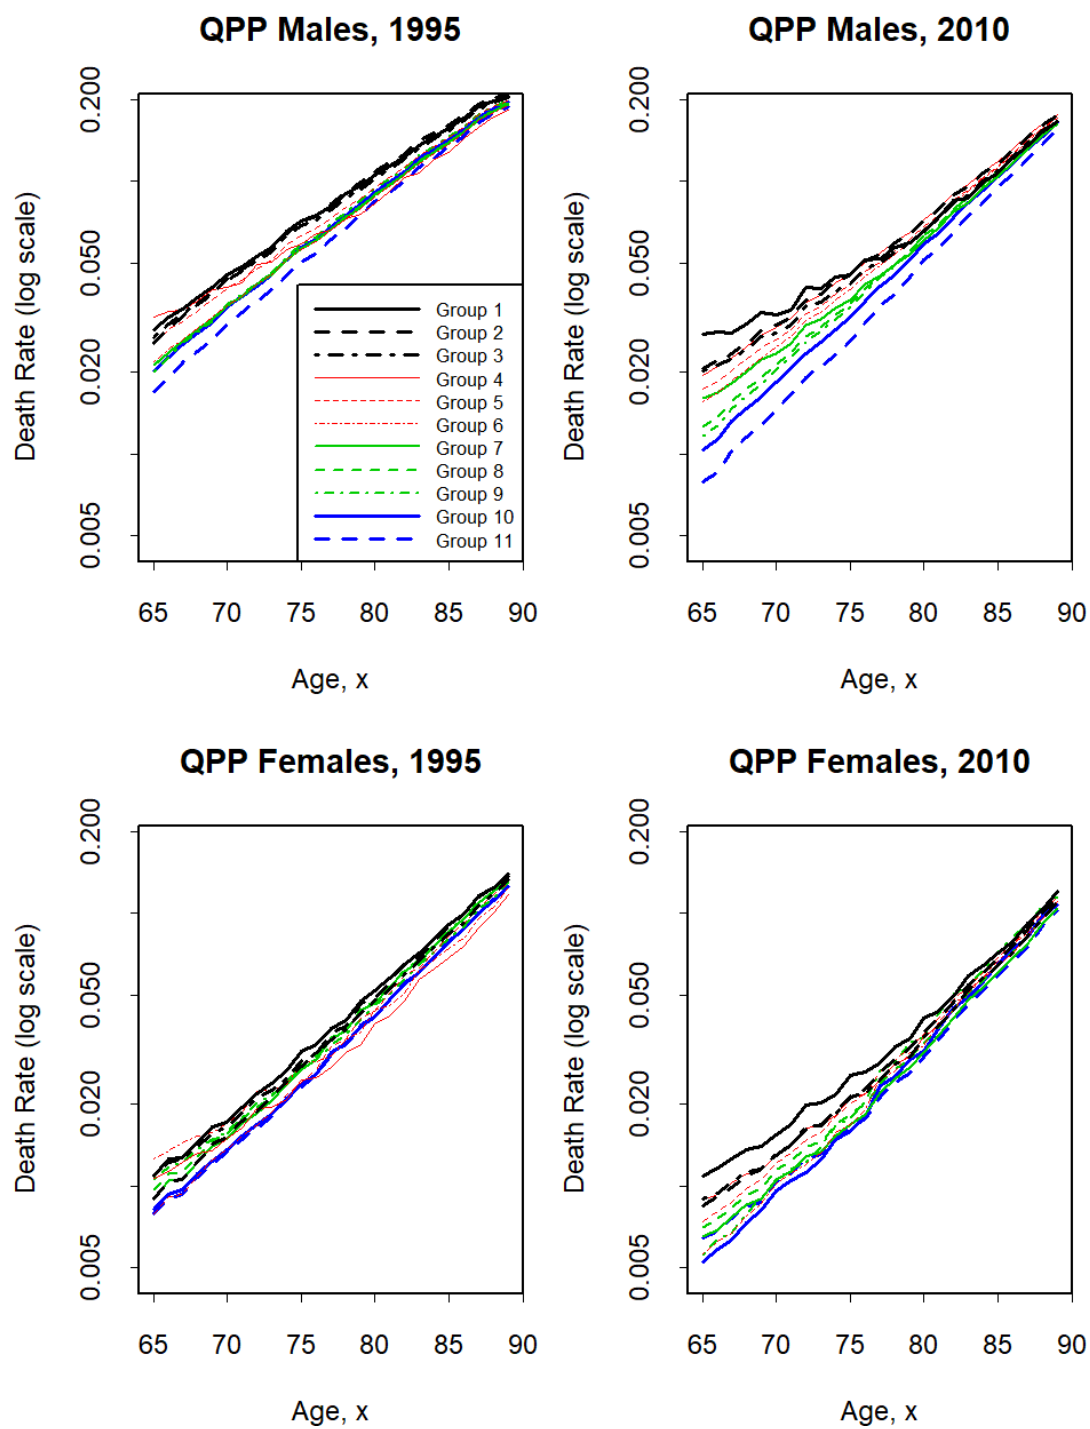 QPP Males, 1995
Death Rate (log scale)
0.200
0.050
0.020
0.005
Group 1
Group 2
Group 3
Group 4
Group 5
Group 6
Group 7
Group 8
Group 9
Group 10
Group 11
65 70 75 80 85 90
Age, x
QPP Males, 2010
Death Rate (log scale)
0.200
0.050
0.020
0.005
65 70 75 80 85 90
Age, x
QPP Females, 1995
Death Rate (log scale)
0.200
0.050
0.020
0.005
65 70 75 80 85 90
Age, x
QPP Females, 2010
Death Rate (log scale)
0.200
0.050
0.020
0.005
65 70 75 80 85 90
Age, x